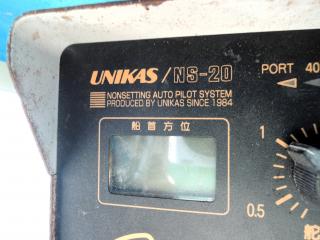 UNIKAS / NS-20
NONSETTING AUTO PILOT SYSTEM
PRODUCED BY UNIKAS SINCE 1984
PORT 40
船首方位
1
0.5
舵